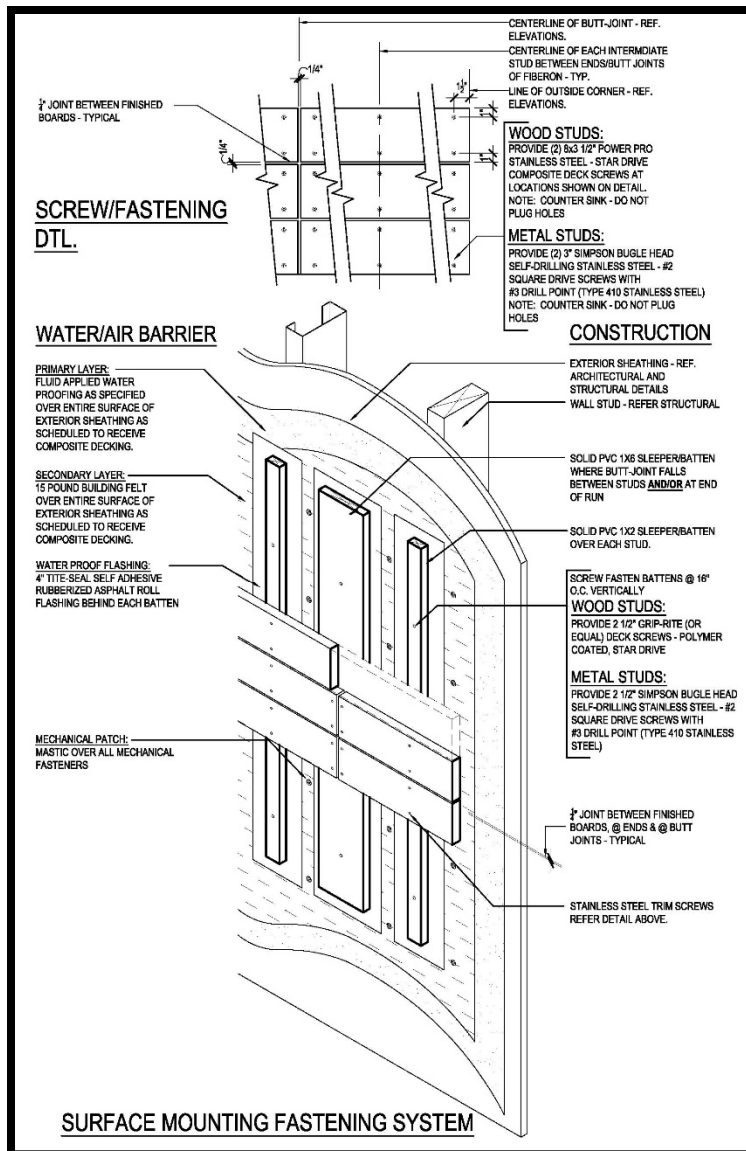 CENTERLINE OF BUTT-JOINT - REF.
ELEVATIONS.
CENTERLINE OF EACH INTERMDIATE
STUD BETWEEN ENDS/BUTT JOINTS
OF FIBERON - TYP.
LINE OF OUTSIDE CORNER - REF.
ELEVATIONS.
1/4"
1 1/2"
1"
1"
1/4"
1/4" JOINT BETWEEN FINISHED
BOARDS - TYPICAL
SCREW/FASTENING
DTL.
WOOD STUDS:
PROVIDE (2) 8x3 1/2" POWER PRO
STAINLESS STEEL - STAR DRIVE
COMPOSITE DECK SCREWS AT
LOCATIONS SHOWN ON DETAIL.
NOTE: COUNTER SINK - DO NOT
PLUG HOLES
METAL STUDS:
PROVIDE (2) 3" SIMPSON BUGLE HEAD
SELF-DRILLING STAINLESS STEEL - #2
SQUARE DRIVE SCREWS WITH
#3 DRILL POINT (TYPE 410 STAINLESS STEEL)
NOTE: COUNTER SINK - DO NOT PLUG
HOLES
WATER/AIR BARRIER
PRIMARY LAYER:
FLUID APPLIED WATER
PROOFING AS SPECIFIED
OVER ENTIRE SURFACE OF
EXTERIOR SHEATHING AS
SCHEDULED TO RECEIVE
COMPOSITE DECKING.
SECONDARY LAYER:
15 POUND BUILDING FELT
OVER ENTIRE SURFACE OF
EXTERIOR SHEATHING AS
SCHEDULED TO RECEIVE
COMPOSITE DECKING.
WATER PROOF FLASHING:
4" TITE-SEAL SELF ADHESIVE
RUBBERIZED ASPHALT ROLL
FLASHING BEHIND EACH BATTEN
MECHANICAL PATCH:
MASTIC OVER ALL MECHANICAL
FASTENERS
CONSTRUCTION
EXTERIOR SHEATHING - REF.
ARCHITECTURAL AND
STRUCTURAL DETAILS
WALL STUD - REFER STRUCTURAL
SOLID PVC 1X6 SLEEPER/BATTEN
WHERE BUTT-JOINT FALLS
BETWEEN STUDS AND/OR AT END
OF RUN
SOLID PVC 1X2 SLEEPER/BATTEN
OVER EACH STUD.
SCREW FASTEN BATTENS @ 16"
O.C. VERTICALLY
WOOD STUDS:
PROVIDE 2 1/2" GRIP-RITE (OR
EQUAL) DECK SCREWS - POLYMER
COATED, STAR DRIVE
METAL STUDS:
PROVIDE 2 1/2" SIMPSON BUGLE HEAD
SELF-DRILLING STAINLESS STEEL - #2
SQUARE DRIVE SCREWS WITH
#3 DRILL POINT (TYPE 410 STAINLESS
STEEL)
JOINT BETWEEN FINISHED
BOARDS, @ ENDS & @ BUTT
JOINTS - TYPICAL
STAINLESS STEEL TRIM SCREWS
REFER DETAIL ABOVE.
SURFACE MOUNTING FASTENING SYSTEM